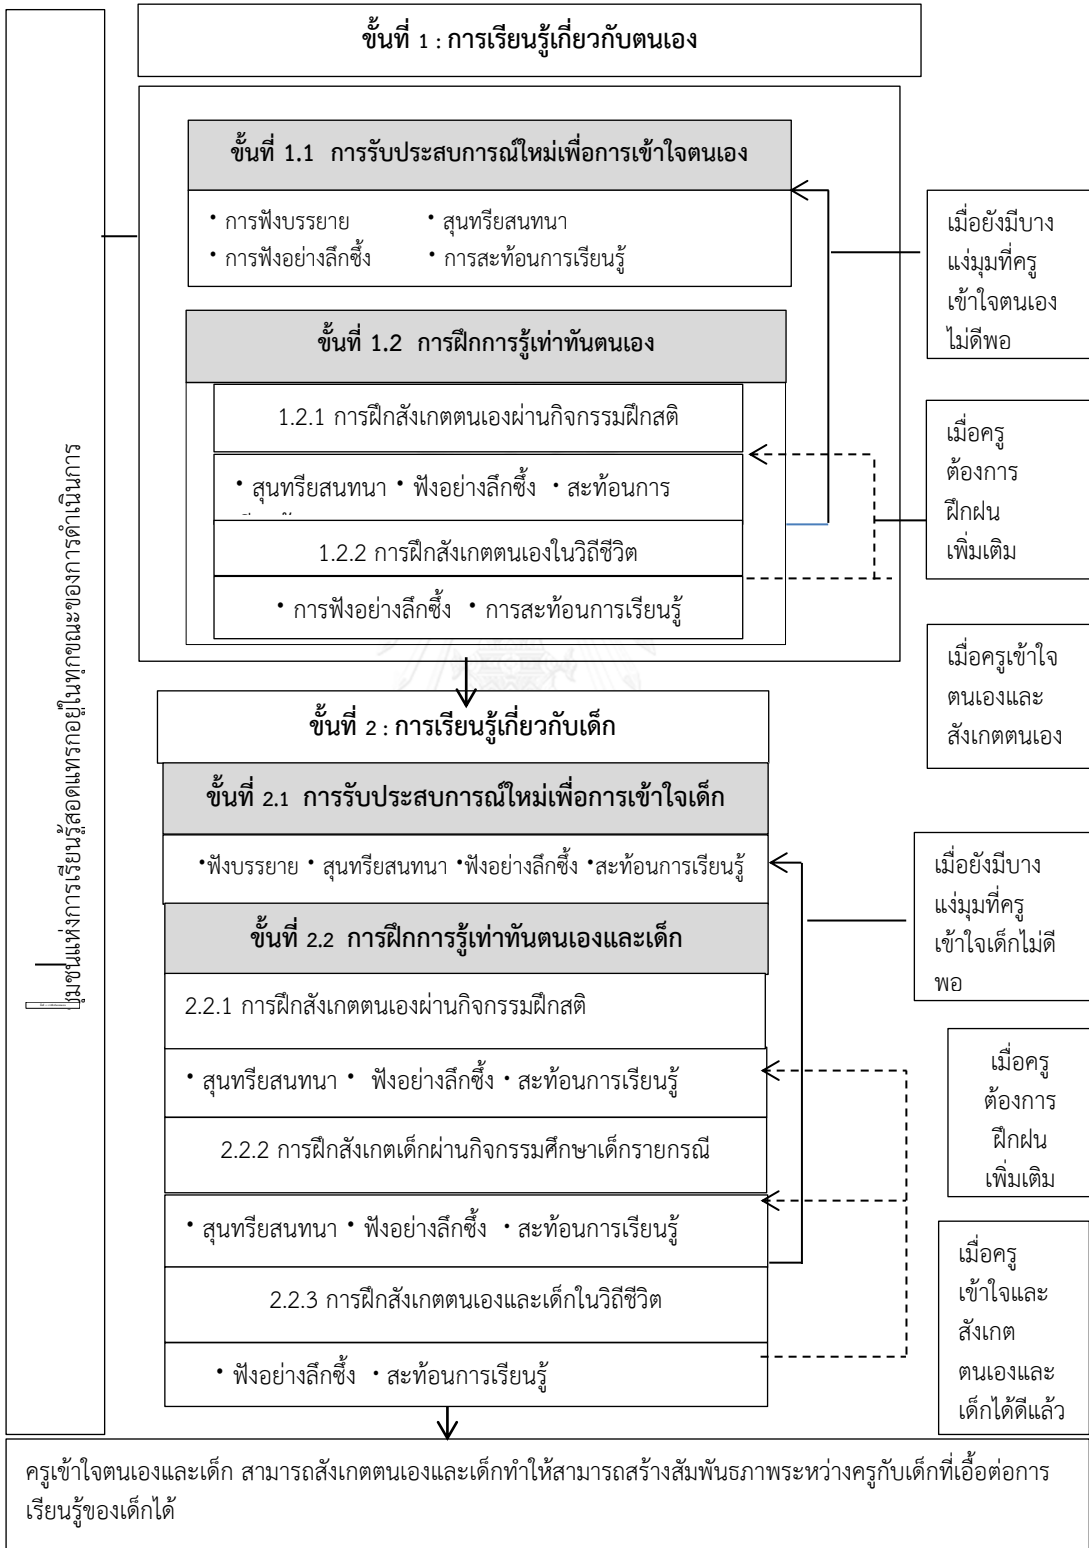 ขั้นที่ 1 : การเรียนรู้เกี่ยวกับตนเอง
ขั้นที่ 1.1 การรับประสบการณ์ใหม่เพื่อการเข้าใจตนเอง
• การฟังบรรยาย • สุนทรียสนทนา
• การฟังอย่างลึกซึ้ง • การสะท้อนการเรียนรู้
เมื่อยังมีบาง
แง่มุมที่ครู
เข้าใจตนเอง
ไม่ดีพอ
ขั้นที่ 1.2 การฝึกการรู้เท่าทันตนเอง
1.2.1 การฝึกสังเกตตนเองผ่านกิจกรรมฝึกสติ
• สุนทรียสนทนา • ฟังอย่างลึกซึ้ง • สะท้อนการ
1.2.2 การฝึกสังเกตตนเองในวิถีชีวิต
• การฟังอย่างลึกซึ้ง • การสะท้อนการเรียนรู้
เมื่อครู
ต้องการ
ฝึกฝน
เพิ่มเติม
เมื่อครูเข้าใจ
ตนเองและ
สังเกตตนเอง
ชุมชนแห่งการเรียนรู้สอดแทรกอยู่ในทุกขณะของการดำเนินการ
ขั้นที่ 2 : การเรียนรู้เกี่ยวกับเด็ก
ขั้นที่ 2.1 การรับประสบการณ์ใหม่เพื่อการเข้าใจเด็ก
•ฟังบรรยาย • สุนทรียสนทนา •ฟังอย่างลึกซึ้ง •สะท้อนการเรียนรู้
เมื่อยังมีบาง
แง่มุมที่ครู
เข้าใจเด็กไม่ดี
พอ
ขั้นที่ 2.2 การฝึกการรู้เท่าทันตนเองและเด็ก
2.2.1 การฝึกสังเกตตนเองผ่านกิจกรรมฝึกสติ
• สุนทรียสนทนา • ฟังอย่างลึกซึ้ง • สะท้อนการเรียนรู้
2.2.2 การฝึกสังเกตเด็กผ่านกิจกรรมศึกษาเด็กรายกรณี
• สุนทรียสนทนา • ฟังอย่างลึกซึ้ง • สะท้อนการเรียนรู้
2.2.3 การฝึกสังเกตตนเองและเด็กในวิถีชีวิต
• ฟังอย่างลึกซึ้ง • สะท้อนการเรียนรู้
เมื่อครู
ต้องการ
ฝึกฝน
เพิ่มเติม
เมื่อครู
เข้าใจและ
สังเกต
ตนเองและ
เด็กได้ดีแล้ว
ครูเข้าใจตนเองและเด็ก สามารถสังเกตตนเองและเด็กทำให้สามารถสร้างสัมพันธภาพระหว่างครูกับเด็กที่เอื้อต่อการ
เรียนรู้ของเด็กได้